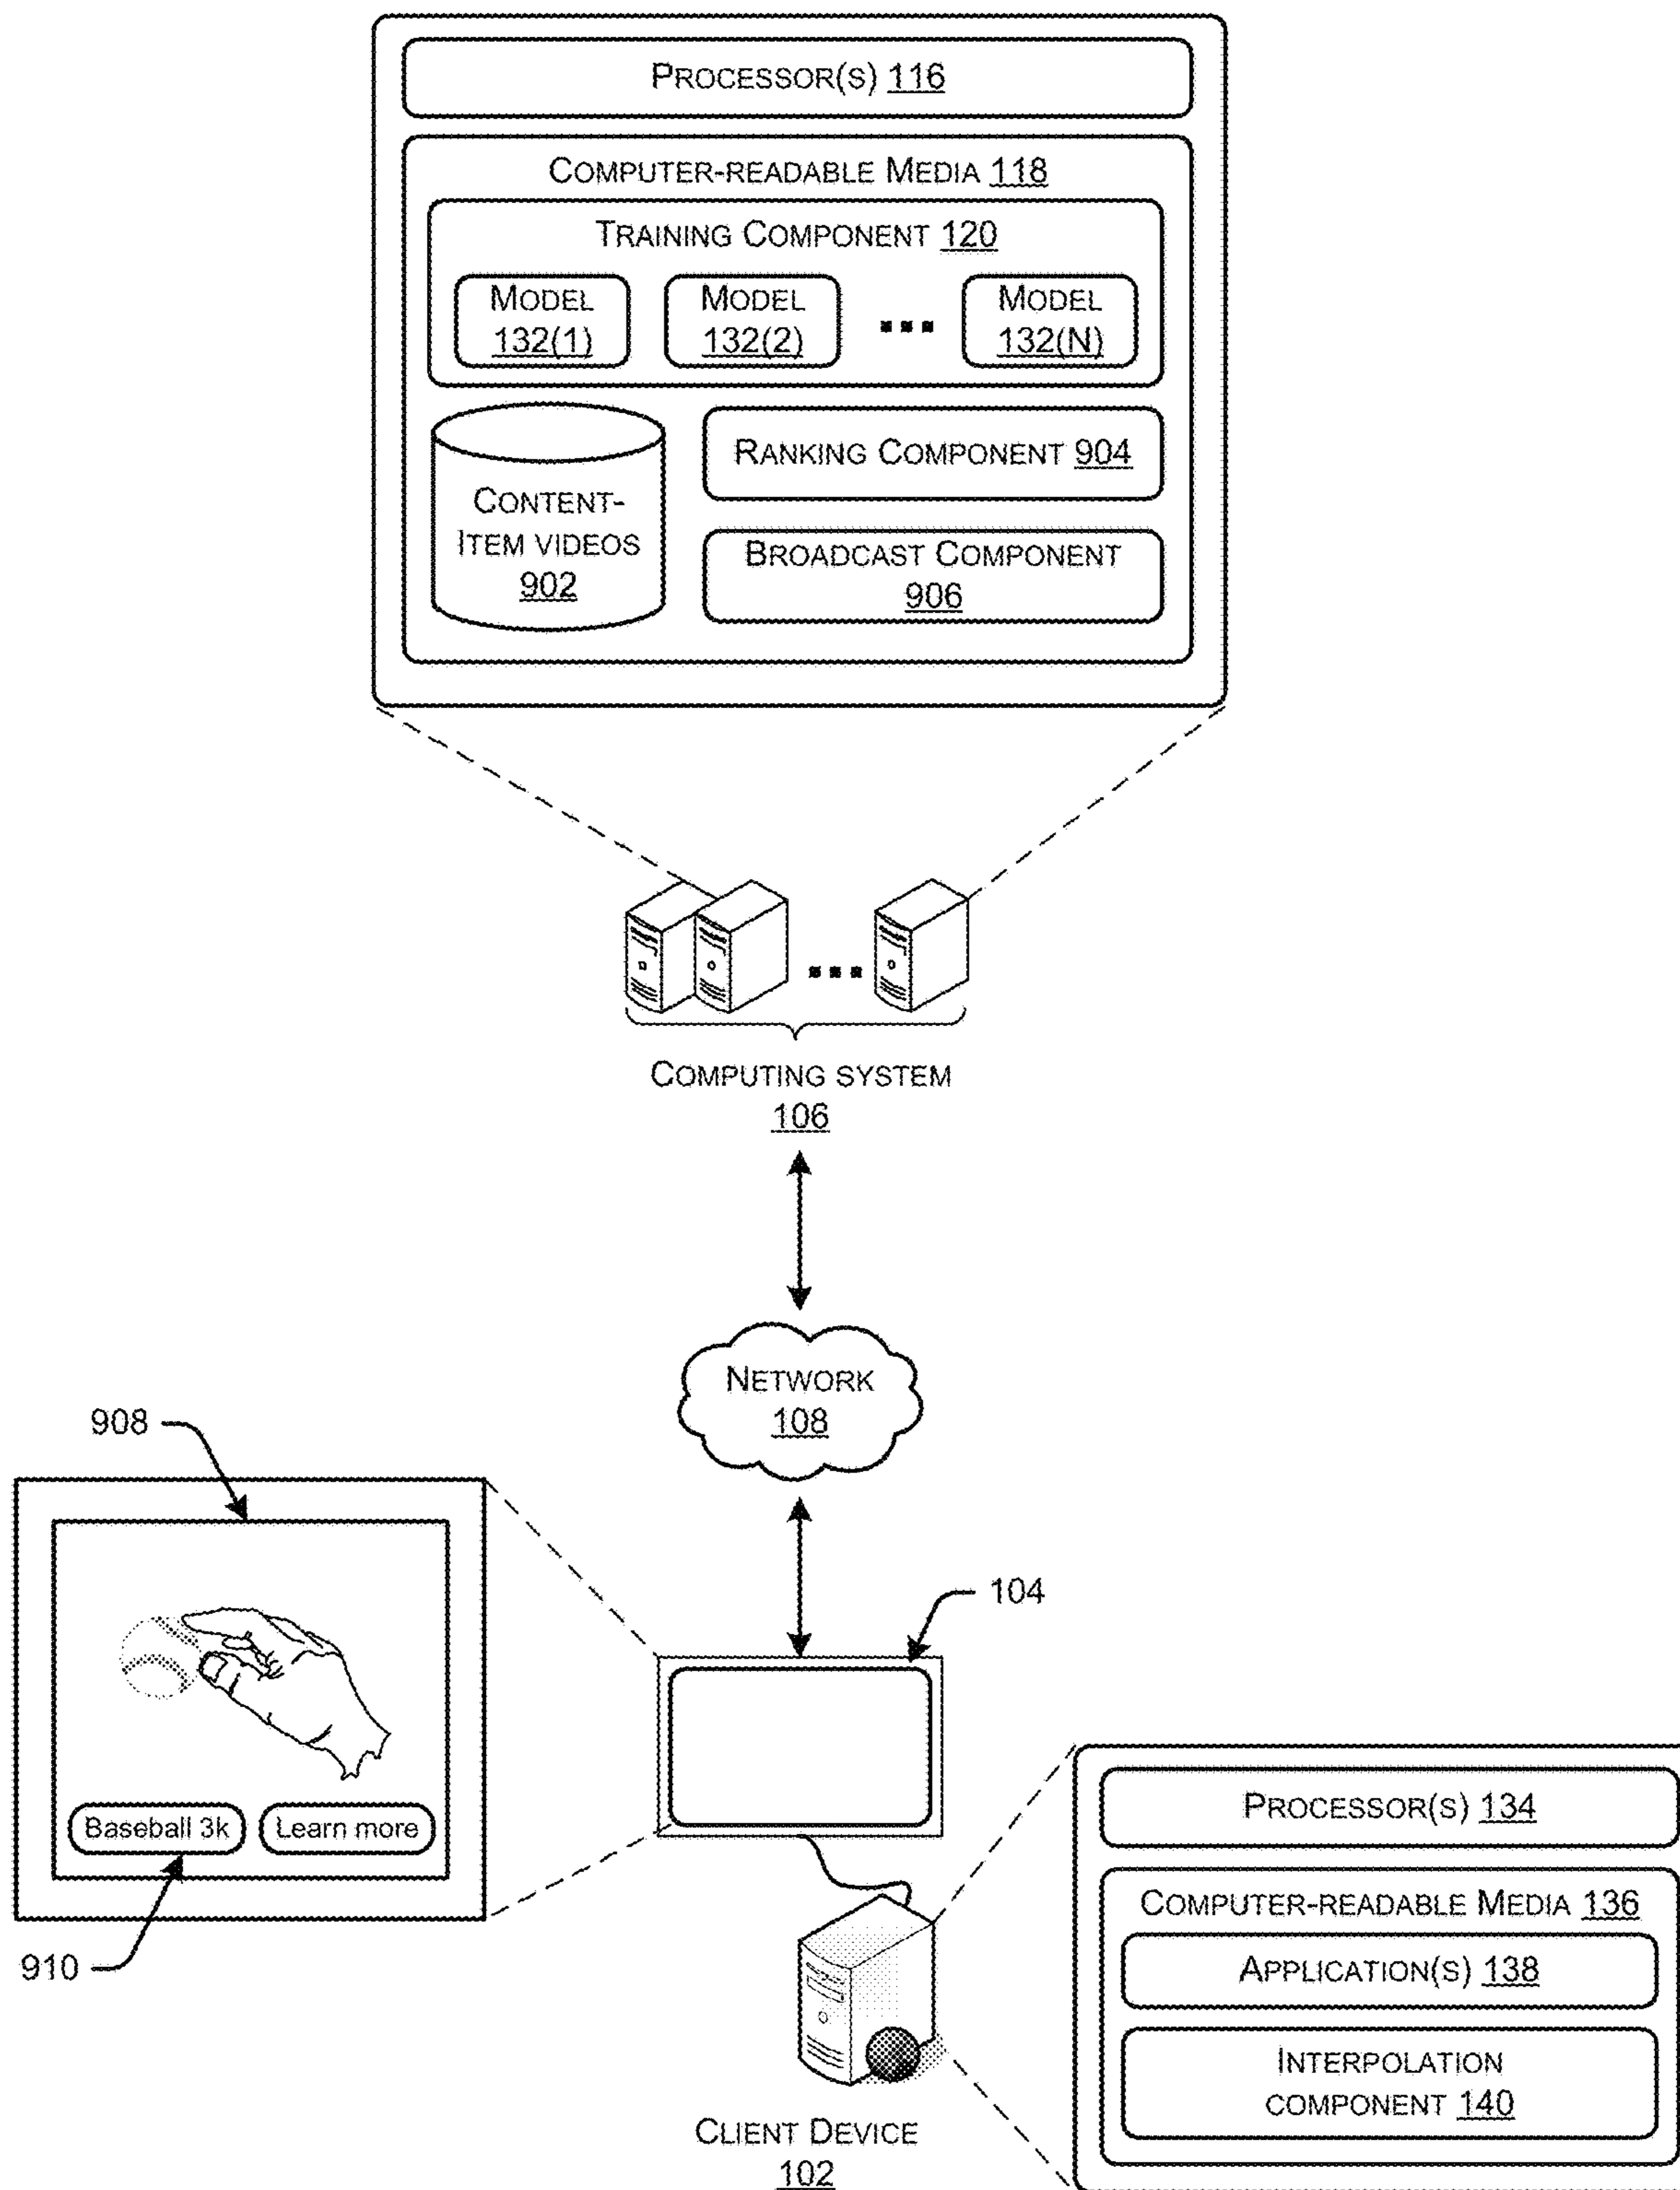 PROCESSOR(S) 116
COMPUTER-READABLE MEDIA 118
TRAINING COMPONENT 120
MODEL
132(1)
MODEL
132(2)
...
MODEL
132(N)
CONTENT-
ITEM VIDEOS
902
RANKING COMPONENT 904
BROADCAST COMPONENT
906
...
COMPUTING SYSTEM
106
NETWORK
108
908
104
Baseball 3k
Learn more
910
PROCESSOR(S) 134
COMPUTER-READABLE MEDIA 136
APPLICATION(S) 138
INTERPOLATION
COMPONENT 140
CLIENT DEVICE
102